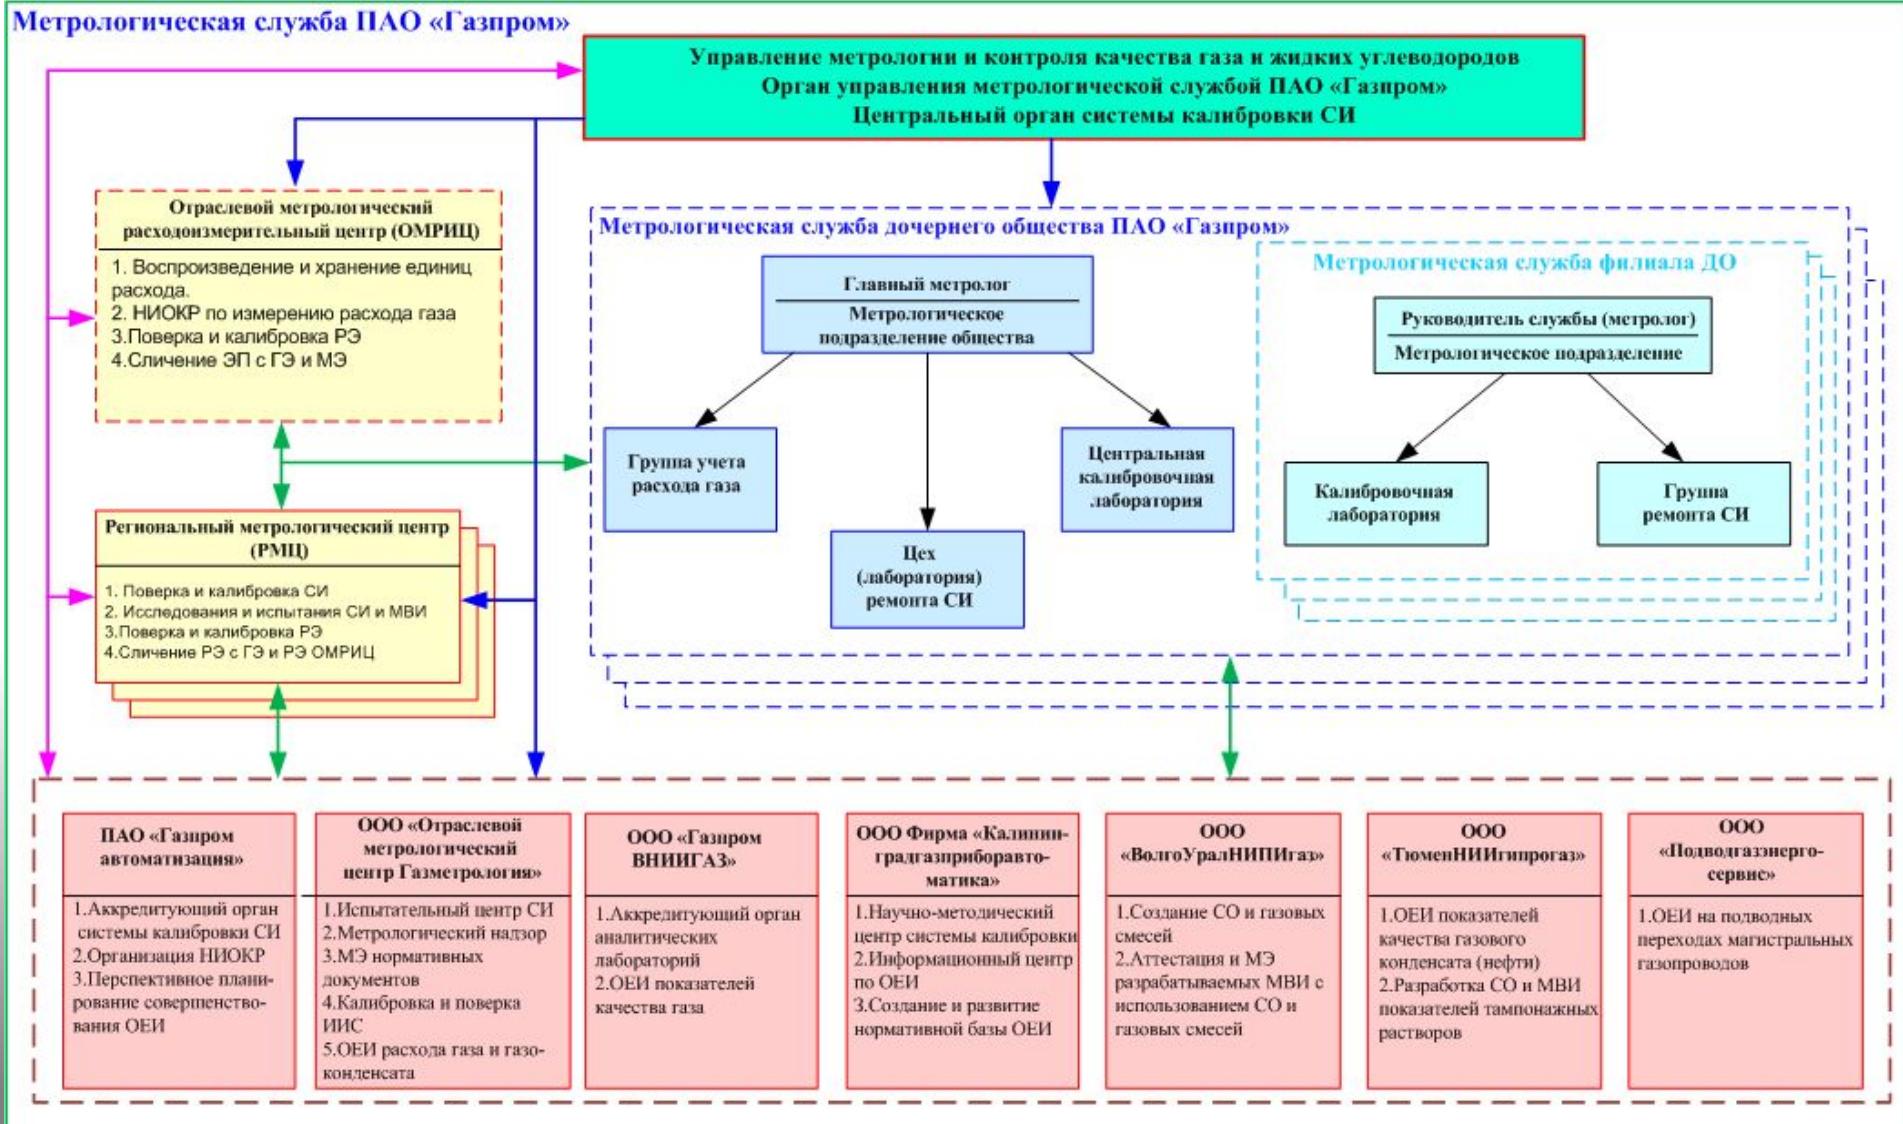 Метрологическая служба ПАО «Газпром»
Управление метрологии и контроля качества газа и жидких углеводородов
Орган управления метрологической службой ПАО «Газпром»
Центральный орган системы калибровки СИ
Отраслевой метрологический
расходоизмерительный центр (ОМРИЦ)
1. Воспроизведение и хранение единиц
расхода.
2. НИОКР по измерению расхода газа
3.Поверка и калибровка РЭ
4.Сличение ЭП с ГЭ и МЭ
Региональный метрологический центр
(РМЦ)
1. Поверка и калибровка СИ
2. Исследования и испытания СИ и МВИ
3.Поверка и калибровка РЭ
4.Сличение РЭ с ГЭ и РЭ ОМРИЦ
Метрологическая служба дочернего общества ПАО «Газпром»
Главный метролог
Метрологическое
подразделение общества
Группа учета
расхода газа
Цех
(лаборатория)
ремонта СИ
Центральная
калибровочная
лаборатория
Метрологическая служба филиала ДО
Руководитель службы (метролог)
Метрологическое подразделение
Калибровочная
лаборатория
Группа
ремонта СИ
ПАО «Газпром
автоматизация»
1.Аккредитующий орган
системы калибровки СИ
2.Организация НИОКР
3.Перспективное плани-
рование совершенство-
вания ОЕИ
ООО «Отраслевой
метрологический
центр Газметрология»
1.Испытательный центр СИ
2.Метрологический надзор
3.МЭ нормативных
документов
4.Калибровка и поверка
ИИС
5.ОЕИ расхода газа и газо-
конденсата
ООО «Газпром
ВНИИГАЗ»
1.Аккредитующий орган
аналитических
лабораторий
2.ОЕИ показателей
качества газа
ООО Фирма «Калинин-
градгазприборавто-
матика»
1.Научно-методический
центр системы калибровки
2.Информационный центр
по ОЕИ
3.Создание и развитие
нормативной базы ОЕИ
ООО
«ВолгоУралНИПИгаз»
1.Создание СО и газовых
смесей
2.Аттестация и МЭ
разрабатываемых МВИ с
использованием СО и
газовых смесей
ООО
«ТюменНИИгипрогаз»
1.ОЕИ показателей
качества газового
конденсата (нефти)
2.Разработка СО и МВИ
показателей тампонажных
растворов
ООО
«Подводгазэнерго-
сервис»
1.ОЕИ на подводных
переходах магистральных
газопроводов